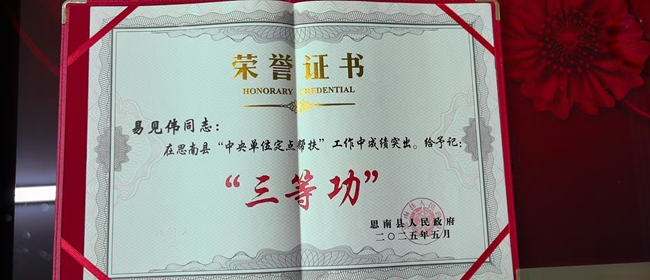 荣誉证书
HONORARY CREDENTIAL
易见伟同志：
在思南县“中央单位定点帮扶”工作中成绩突出。给予记：
“三等功”
思南县人民政府
二〇二五年五月